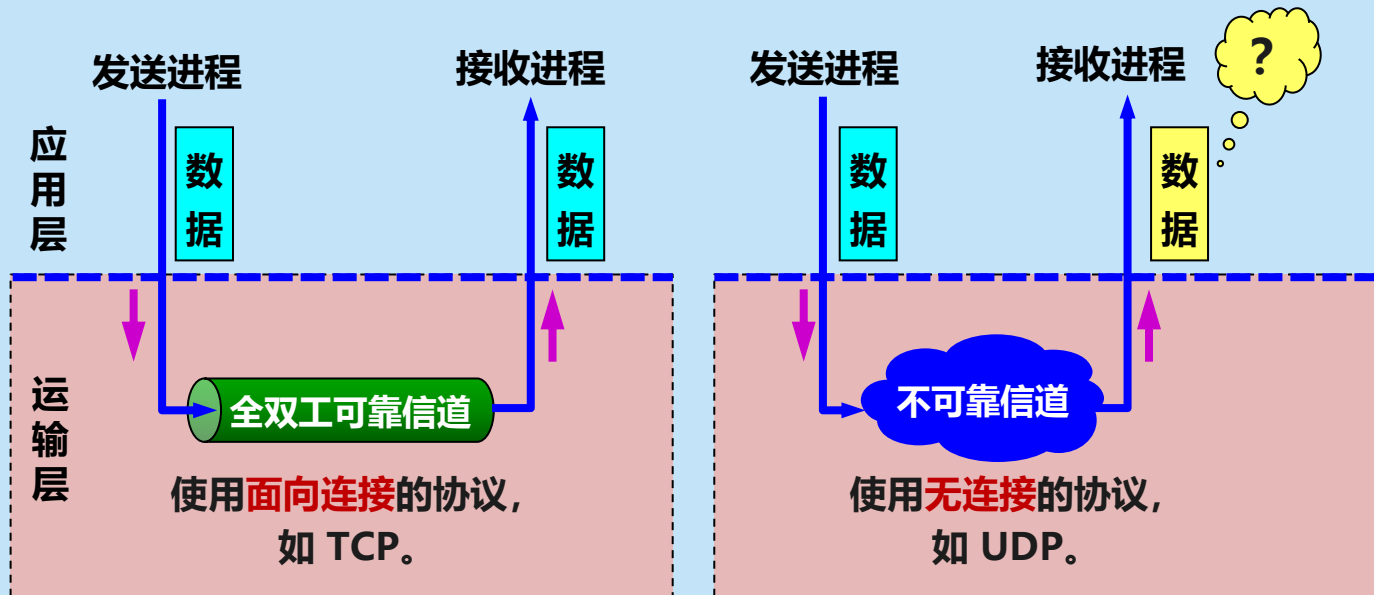 发送进程
接收进程
发送进程
接收进程
?
应用层
数据
数据
数据
数据
运输层
全双工可靠信道
不可靠信道
使用面向连接的协议，
如 TCP。
使用无连接的协议，
如 UDP。